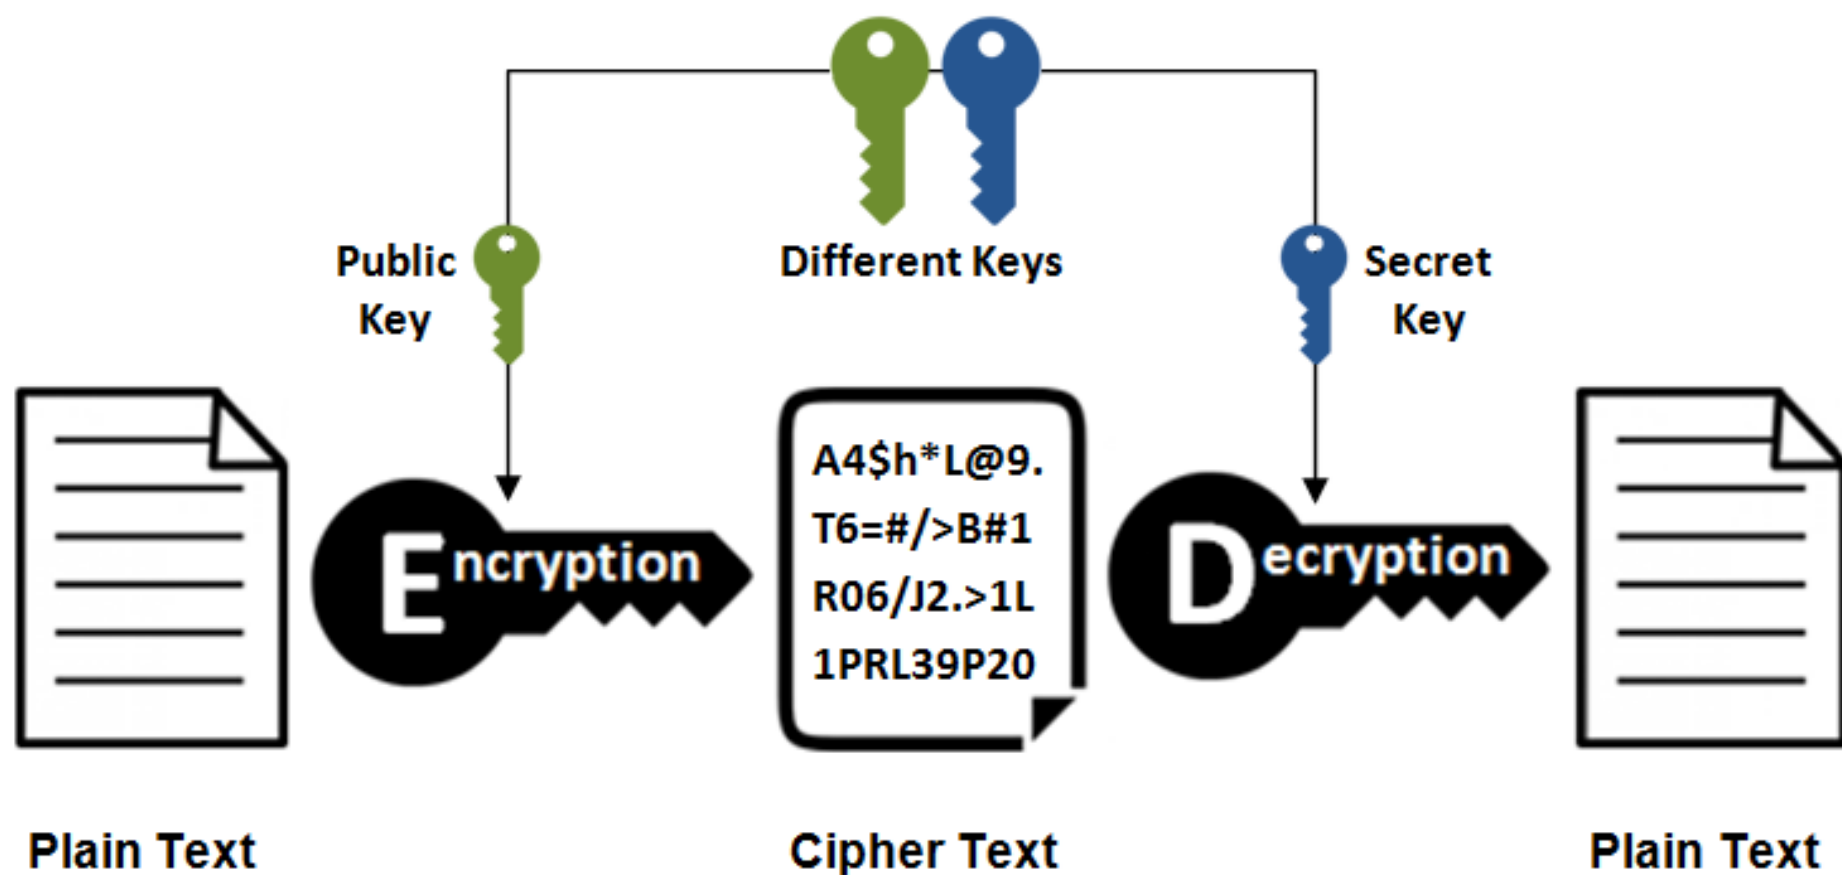 Different Keys
Public
Key
Secret
Key
Encryption
A4$h*L@9.
T6=#/>B#1
R06/J2.>1L
1PRL39P20
Decryption
Plain Text
Cipher Text
Plain Text